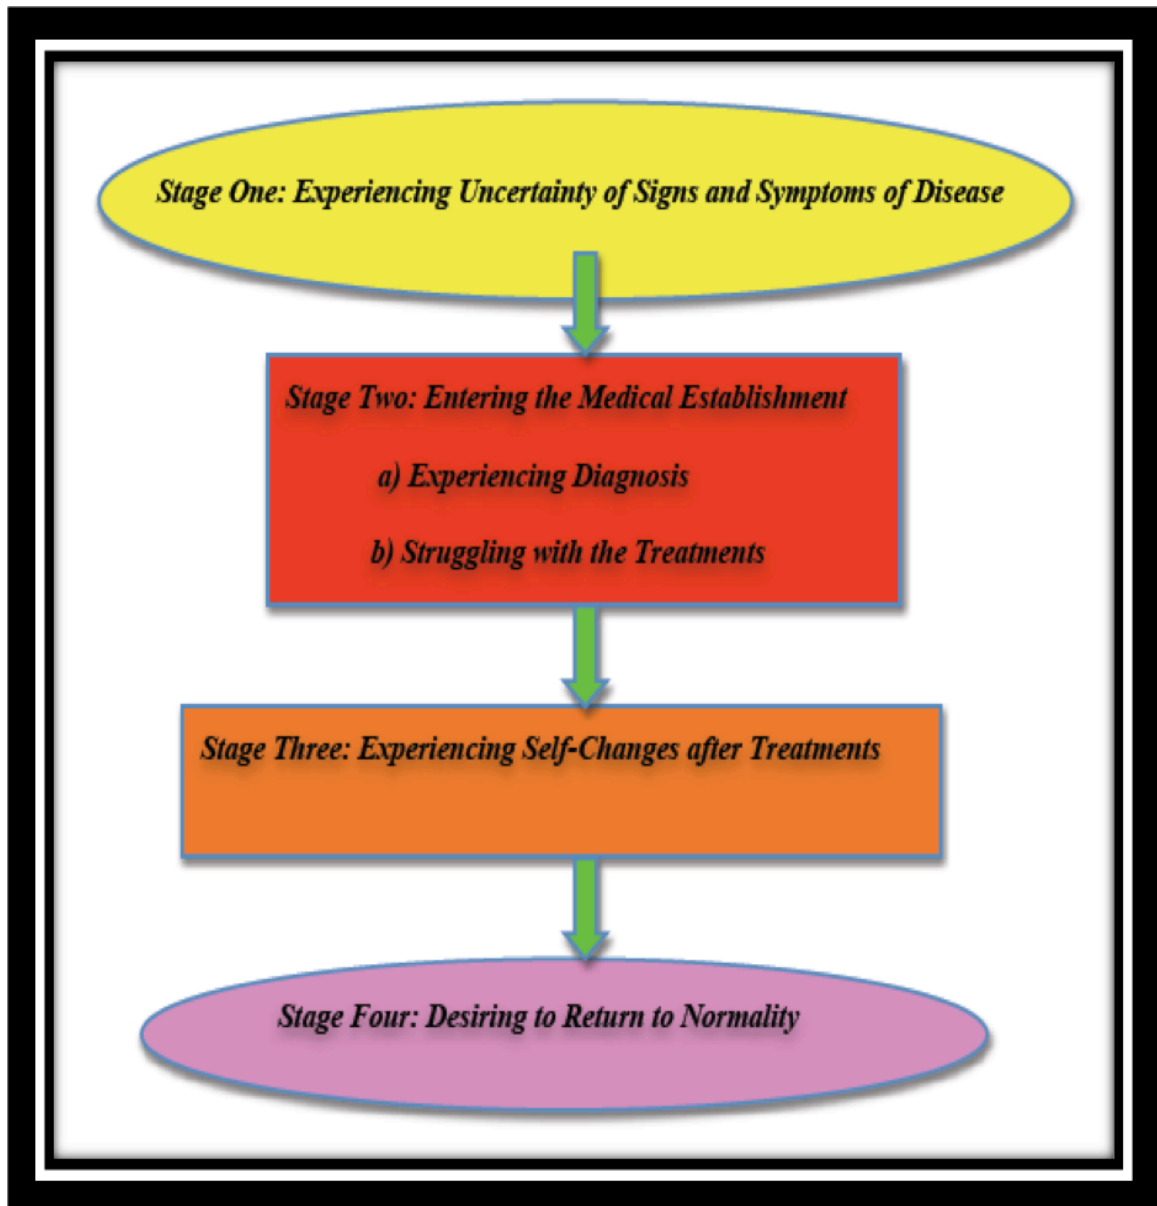 Stage One: Experiencing Uncertainty of Signs and Symptoms of Disease
Stage Two: Entering the Medical Establishment
a) Experiencing Diagnosis
b) Struggling with the Treatments
Stage Three: Experiencing Self-Changes after Treatments
Stage Four: Desiring to Return to Normality